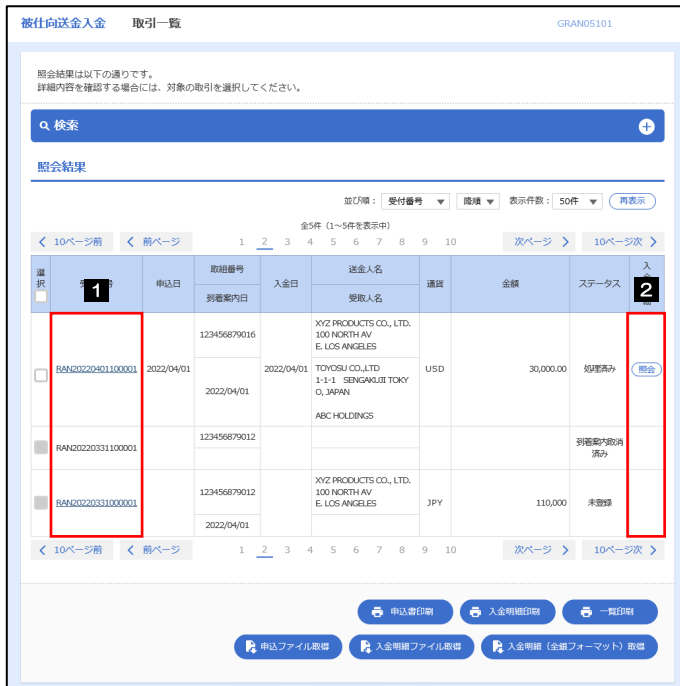 被仕向送金入金 取引一覧 GRAN05101
照会結果は以下の通りです。
詳細内容を確認する場合には、対象の取引を選択してください。
検索
照会結果
並び順： 受付番号 降順 表示件数： 50件 再表示
全5件（1～5件を表示中）
10ページ前 前ページ 1 2 3 4 5 6 7 8 9 10 次ページ 10ページ次
選択 1 号 申込日 取組番号 入金日 送金人名 通貨 金額 ステータス 入 2
到着案内日 受取人名
123456879016 XYZ PRODUCTS CO., LTD.
100 NORTH AV
E. LOS ANGELES
RAN20220401100001 2022/04/01 2022/04/01 2022/04/01 TOYOSU CO.,LTD USD 30,000.00 処理済み 照会
1-1-1 SENGAKUJI TOKY
O, JAPAN
ABC HOLDINGS
RAN20220331100001 123456879012 到着案内取消
済み
RAN20220331000001 123456879012 XYZ PRODUCTS CO., LTD. JPY 110,000 未登録
100 NORTH AV
E. LOS ANGELES
2022/04/01
10ページ前 前ページ 1 2 3 4 5 6 7 8 9 10 次ページ 10ページ次
申込書印刷 入金明細印刷 一覧印刷
申込ファイル取得 入金明細ファイル取得 入金明細（全銀フォーマット）取得